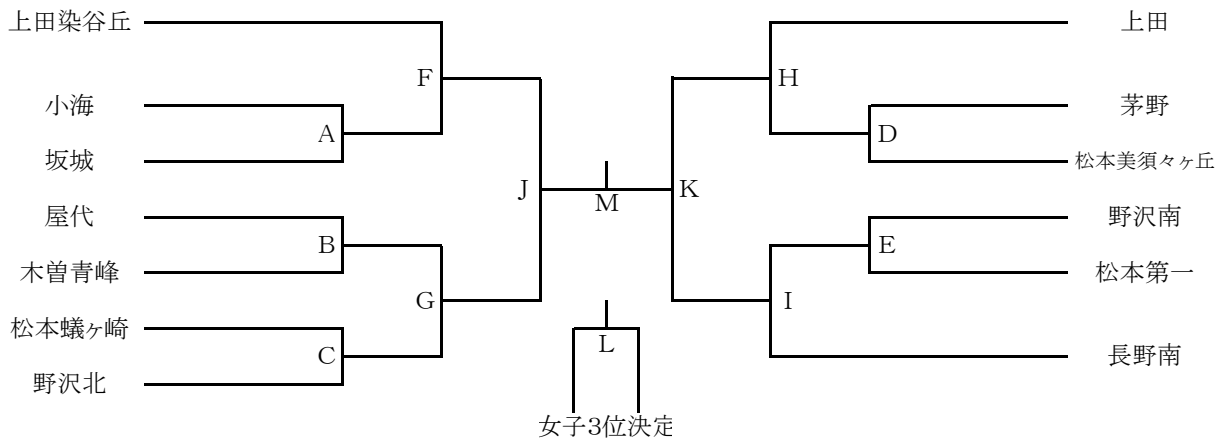 上田染谷丘
F
小海
A
坂城
屋代
B
木曽青峰
G
松本蟻ヶ崎
C
野沢北
J
M
K
L
女子3位決定
上田
H
茅野
D
松本美須々ヶ丘
野沢南
E
松本第一
I
長野南